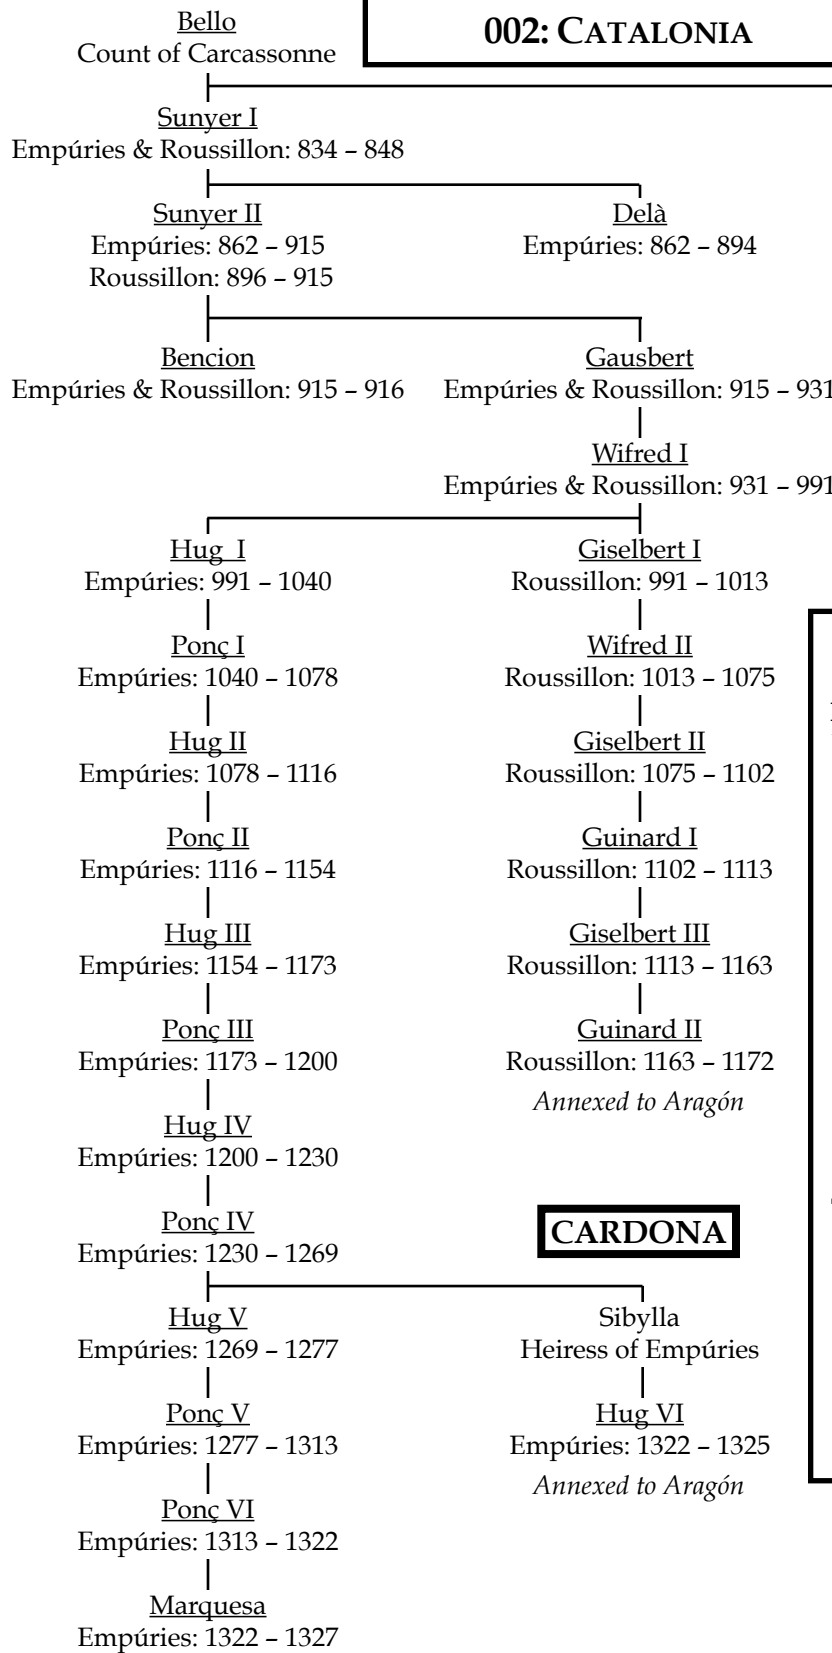 002: CATALONIA
Bello
Count of Carcassonne
Sunyer I
Empúries & Roussillon: 834 – 848
Sunyer II
Empúries: 862 – 915
Roussillon: 896 – 915
Delà
Empúries: 862 – 894
Bencion
Empúries & Roussillon: 915 – 916
Gausbert
Empúries & Roussillon: 915 – 931
Wifred I
Empúries & Roussillon: 931 – 991
Hug I
Empúries: 991 – 1040
Giselbert I
Roussillon: 991 – 1013
Ponç I
Empúries: 1040 – 1078
Wifred II
Roussillon: 1013 – 1075
Hug II
Empúries: 1078 – 1116
Giselbert II
Roussillon: 1075 – 1102
Ponç II
Empúries: 1116 – 1154
Guinard I
Roussillon: 1102 – 1113
Hug III
Empúries: 1154 – 1173
Giselbert III
Roussillon: 1113 – 1163
Ponç III
Empúries: 1173 – 1200
Guinard II
Roussillon: 1163 – 1172
Annexed to Aragón
Hug IV
Empúries: 1200 – 1230
Ponç IV
Empúries: 1230 – 1269
CARDONA
Hug V
Empúries: 1269 – 1277
Sibylla
Heiress of Empúries
Ponç V
Empúries: 1277 – 1313
Hug VI
Empúries: 1322 – 1325
Annexed to Aragón
Ponç VI
Empúries: 1313 – 1322
Marquesa
Empúries: 1322 – 1327